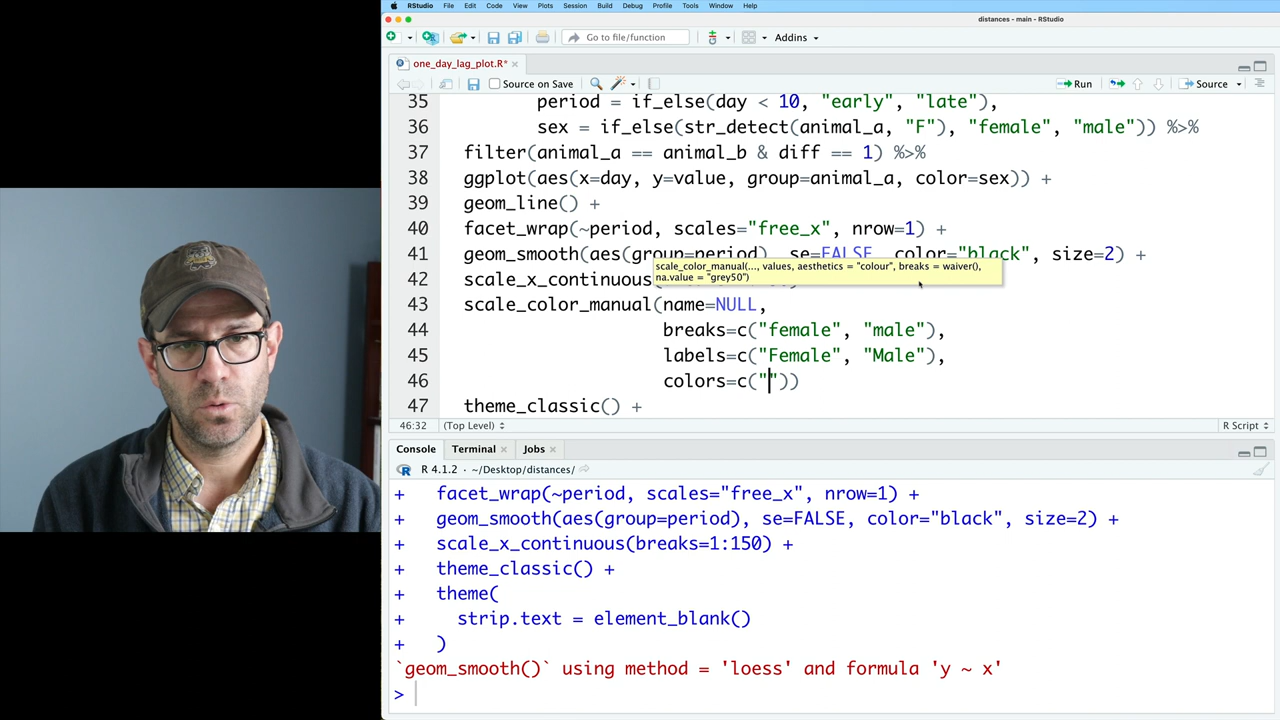 RStudio File Edit Code View Plots Session Build Debug Profile Tools Window Help
distances - main - RStudio
Go to file/function Addins
one_day_lag_plot.R*
Source on Save Run Source
35 period = if_else(day < 10, "early", "late"),
36 sex = if_else(str_detect(animal_a, "F"), "female", "male")) %>%
37 filter(animal_a == animal_b & diff == 1) %>%
38 ggplot(aes(x=day, y=value, group=animal_a, color=sex)) +
39 geom_line() +
40 facet_wrap(~period, scales="free_x", nrow=1) +
41 geom_smooth(aes(group=period), se=FALSE, color="black", size=2) +
scale_color_manual(..., values, aesthetics = "colour", breaks = waiver(),
na.value = "grey50")
42 scale_x_continuous
43 scale_color_manual(name=NULL,
44 breaks=c("female", "male"),
45 labels=c("Female", "Male"),
46 colors=c(""))
47 theme_classic() +
46:32 (Top Level) R Script
Console Terminal Jobs
R 4.1.2 · ~/Desktop/distances/
+ facet_wrap(~period, scales="free_x", nrow=1) +
+ geom_smooth(aes(group=period), se=FALSE, color="black", size=2) +
+ scale_x_continuous(breaks=1:150) +
+ theme_classic() +
+ theme(
+ strip.text = element_blank()
+ )
`geom_smooth()` using method = 'loess' and formula 'y ~ x'
>